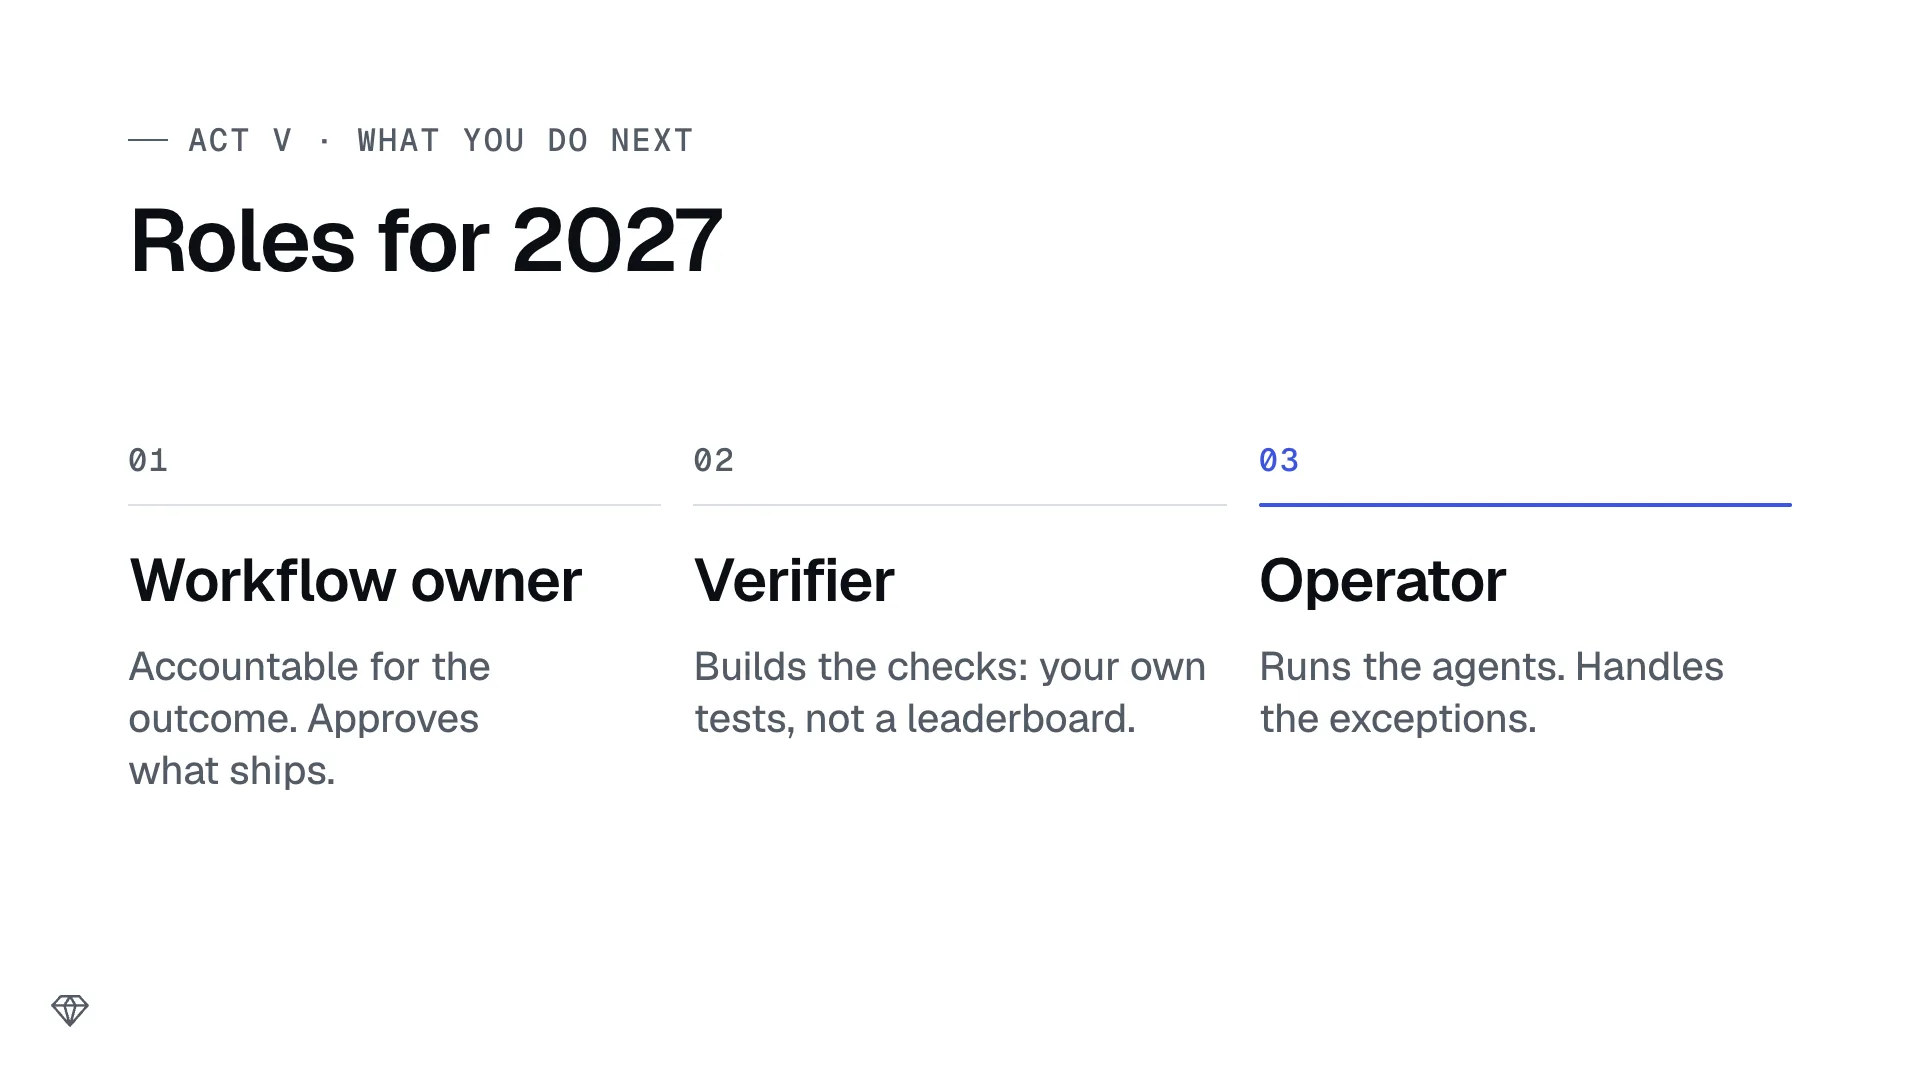 ACT V · WHAT YOU DO NEXT
Roles for 2027
01
Workflow owner
Accountable for the
outcome. Approves
what ships.
02
Verifier
Builds the checks: your own
tests, not a leaderboard.
03
Operator
Runs the agents. Handles
the exceptions.